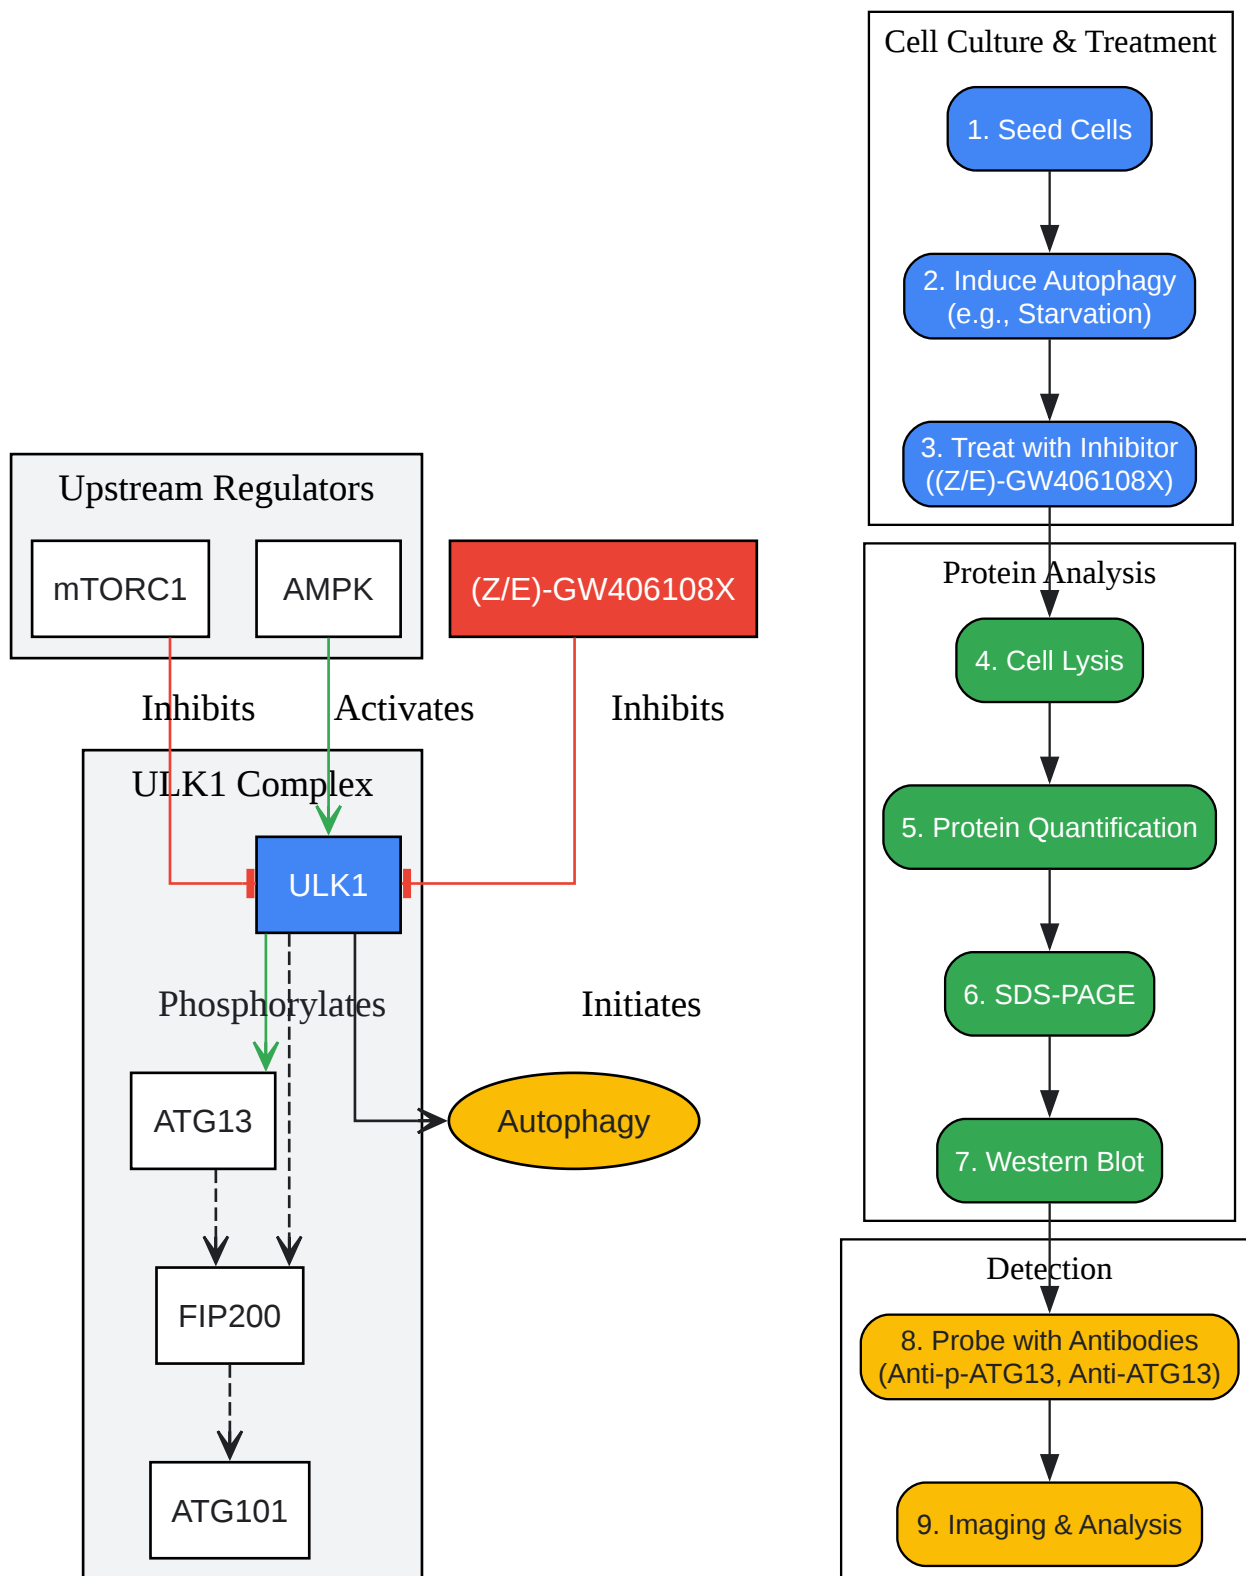 Upstream Regulators
mTORC1
AMPK
(Z/E)-GW406108X
Inhibits
Activates
Inhibits
ULK1 Complex
ULK1
Phosphorylates
Initiates
ATG13
Autophagy
FIP200
ATG101
Cell Culture & Treatment
1. Seed Cells
2. Induce Autophagy
(e.g., Starvation)
3. Treat with Inhibitor
((Z/E)-GW406108X)
Protein Analysis
4. Cell Lysis
5. Protein Quantification
6. SDS-PAGE
7. Western Blot
Detection
8. Probe with Antibodies
(Anti-p-ATG13, Anti-ATG13)
9. Imaging & Analysis